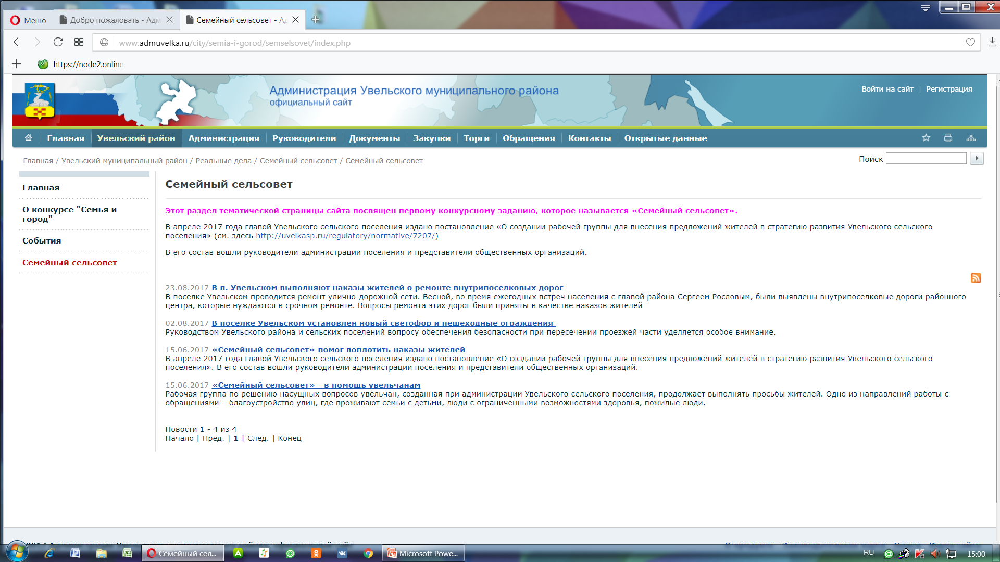 Меню
Добро пожаловать - Адм
Семейный сельсовет - Ад
www.admuvelka.ru/city/semia-i-gorod/semselsovet/index.php
https://node2.online
Администрация Увельского муниципального района
официальный сайт
Войти на сайт | Регистрация
Главная Увельский район Администрация Руководители Документы Закупки Торги Обращения Контакты Открытые данные
Главная / Увельский муниципальный район / Реальные дела / Семейный сельсовет / Семейный сельсовет
Поиск
Главная
О конкурсе "Семья и
город"
События
Семейный сельсовет
Семейный сельсовет
Этот раздел тематической страницы сайта посвящен первому конкурсному заданию, которое называется «Семейный сельсовет».
В апреле 2017 года главой Увельского сельского поселения издано постановление «О создании рабочей группы для внесения предложений жителей в стратегию развития Увельского сельского
поселения» (см. здесь http://uvelkasp.ru/regulatory/normative/7207/)
В его состав вошли руководители администрации поселения и представители общественных организаций.
23.08.2017 В п. Увельском выполняют наказы жителей о ремонте внутрипоселковых дорог
В поселке Увельском проводится ремонт улично-дорожной сети. Весной, во время ежегодных встреч населения с главой района Сергеем Рословым, были выявлены внутрипоселковые дороги районного
центра, которые нуждаются в срочном ремонте. Вопросы ремонта этих дорог были приняты в качестве наказов жителей
02.08.2017 В поселке Увельском установлен новый светофор и пешеходные ограждения
Руководством Увельского района и сельских поселений вопросу обеспечения безопасности при пересечении проезжей части уделяется особое внимание.
15.06.2017 «Семейный сельсовет» помог воплотить наказы жителей
В апреле 2017 года главой Увельского сельского поселения издано постановление «О создании рабочей группы для внесения предложений жителей в стратегию развития Увельского сельского
поселения». В его состав вошли руководители администрации поселения и представители общественных организаций.
15.06.2017 «Семейный сельсовет» - в помощь увельчанам
Рабочая группа по решению насущных вопросов увельчан, созданная при администрации Увельского сельского поселения, продолжает выполнять просьбы жителей. Одно из направлений работы с
обращениями – благоустройство улиц, где проживают семьи с детьми, люди с ограниченными возможностями здоровья, пожилые люди.
Новости 1 - 4 из 4
Начало | Пред. | 1 | След. | Конец
Семейный сел...
Microsoft Powe...
RU
15:00